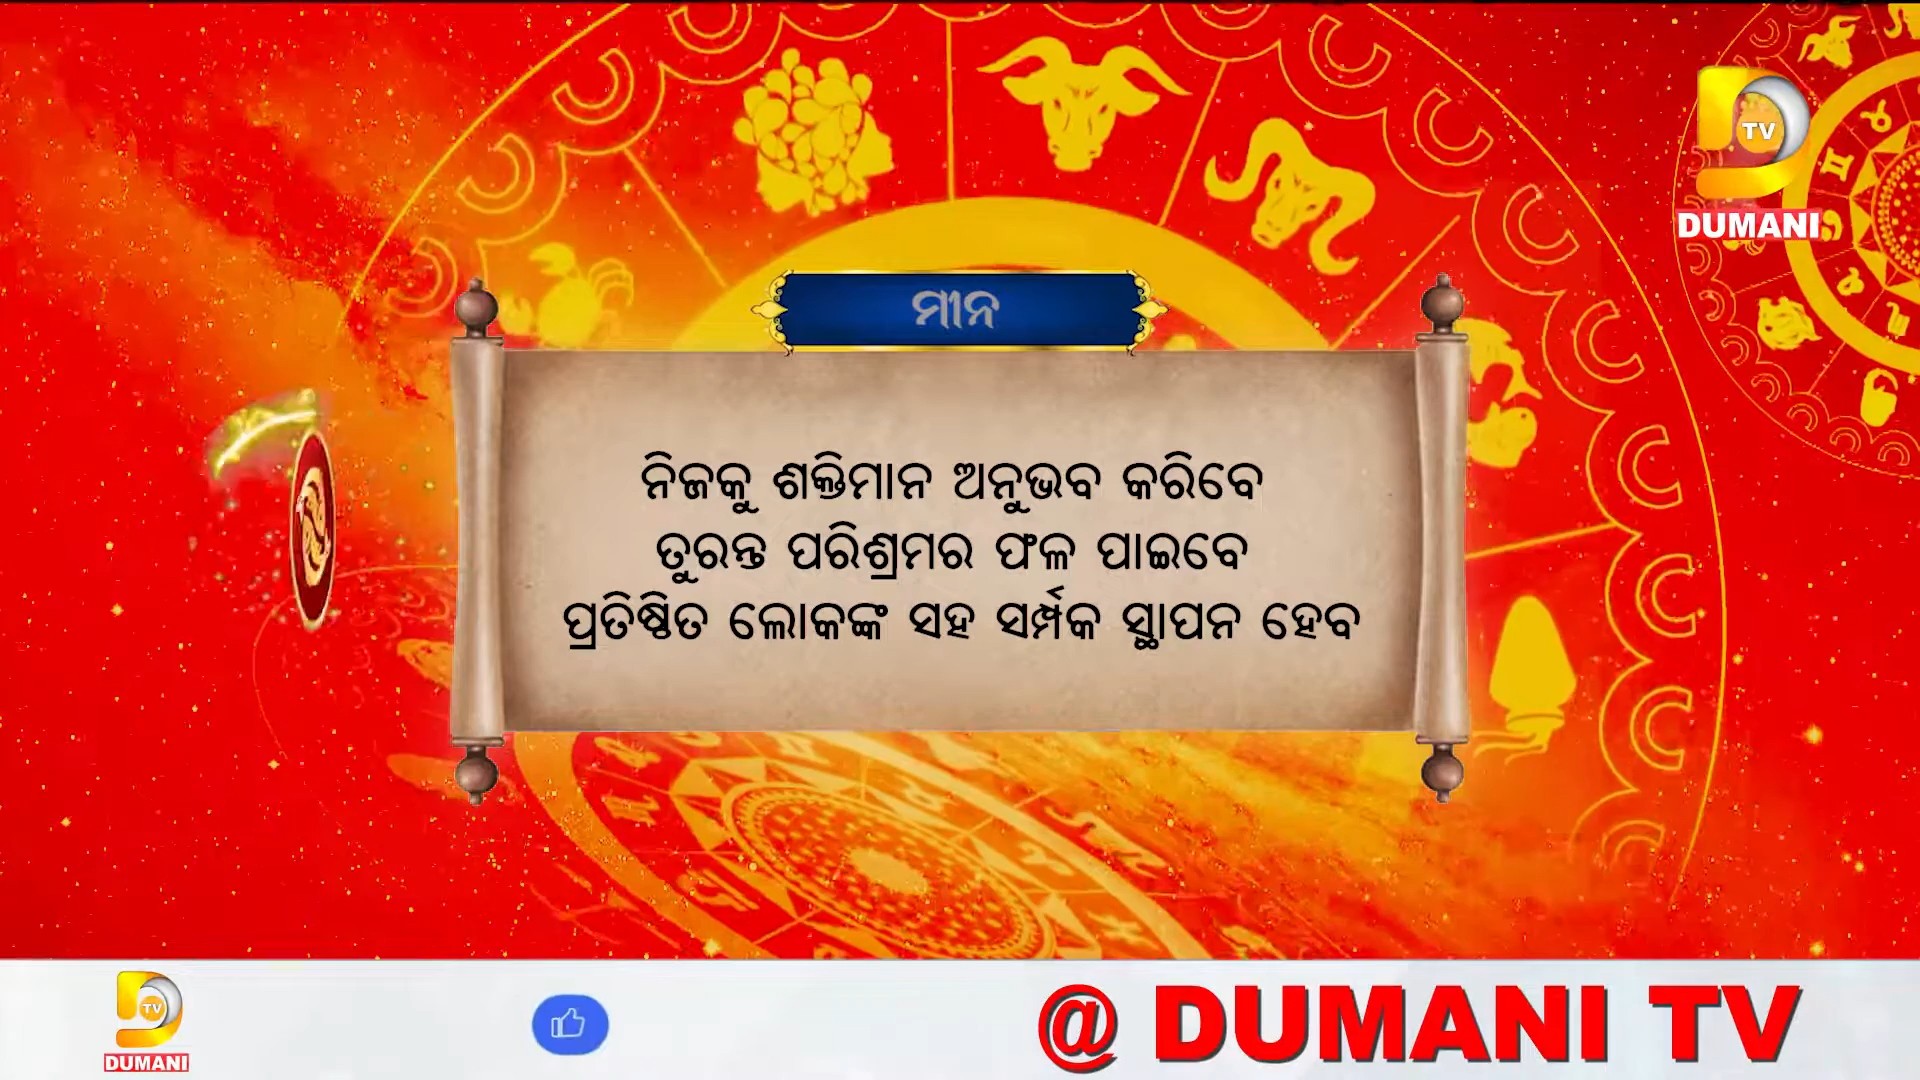 TV
DUMANI
ମୀନ
ନିଜକୁ ଶକ୍ତିମାନ ଅନୁଭବ କରିବେ
ତୁରନ୍ତ ପରିଶ୍ରମର ଫଳ ପାଇବେ
ପ୍ରତିଷ୍ଠିତ ଲୋକଙ୍କ ସହ ସର୍ମ୍ପକ ସ୍ଥାପନ ହେବ
TV
DUMANI
@ DUMANI TV